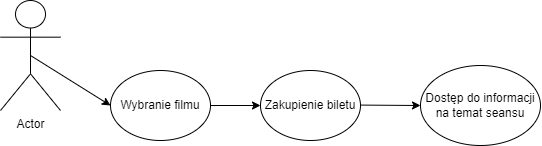 Actor
Wybranie filmu
Zakupienie biletu
Dostęp do informacji
na temat seansu